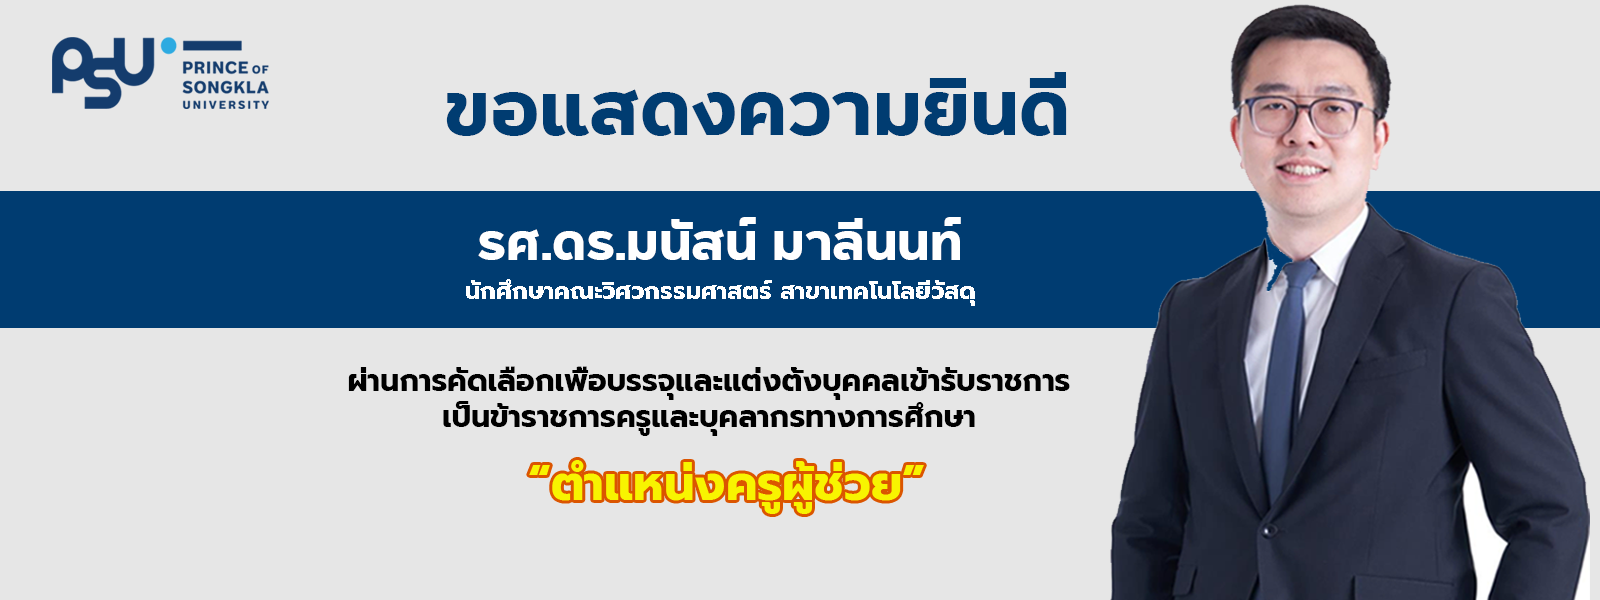 PSU
PRINCE OF
SONGKLA
UNIVERSITY
ขอแสดงความยินดี
รศ.ดร.มนัสน์ มาลีนนท์
นักศึกษาคณะวิศวกรรมศาสตร์ สาขาเทคโนโลยีวัสดุ
ผ่านการคัดเลือกเพื่อบรรจุและแต่งตั้งบุคคลเข้ารับราชการ
เป็นข้าราชการครูและบุคลากรทางการศึกษา
“ตำแหน่งครูผู้ช่วย”